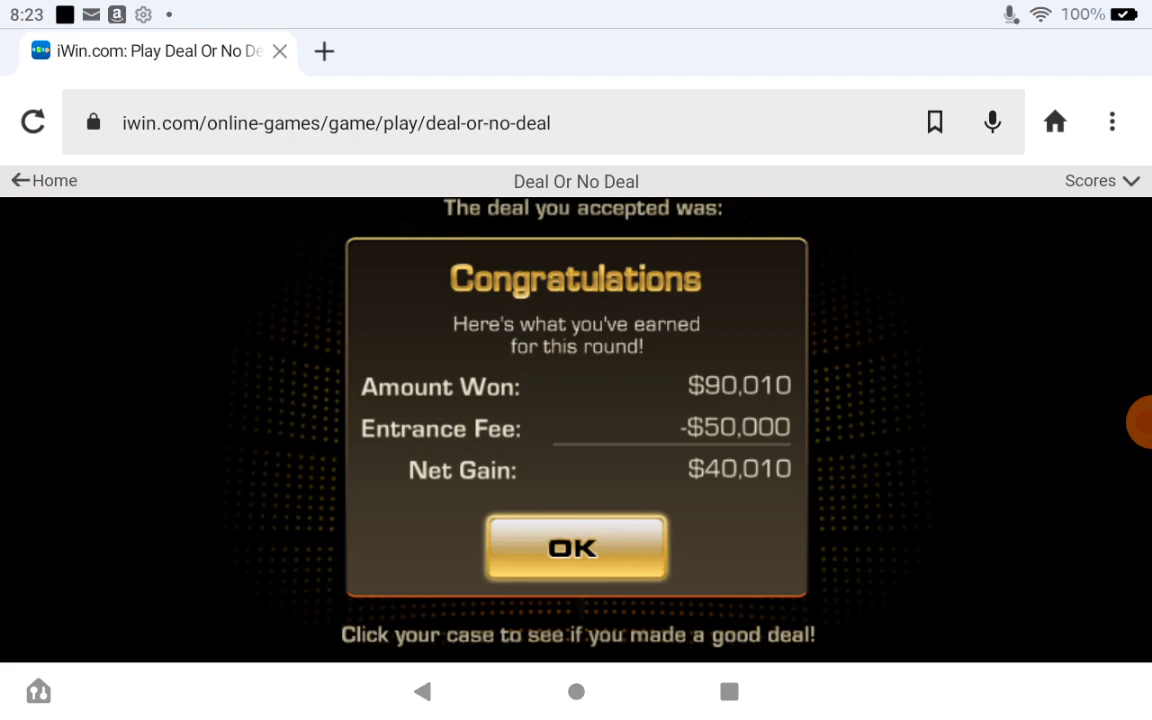 8:23 100%
iWin.com: Play Deal Or No De
iwin.com/online-games/game/play/deal-or-no-deal
Home Deal Or No Deal Scores
The deal you accepted was:
Congratulations
Here's what you've earned
for this round!
Amount Won: $90,010
Entrance Fee: -$50,000
Net Gain: $40,010
OK
Click your case to see if you made a good deal!